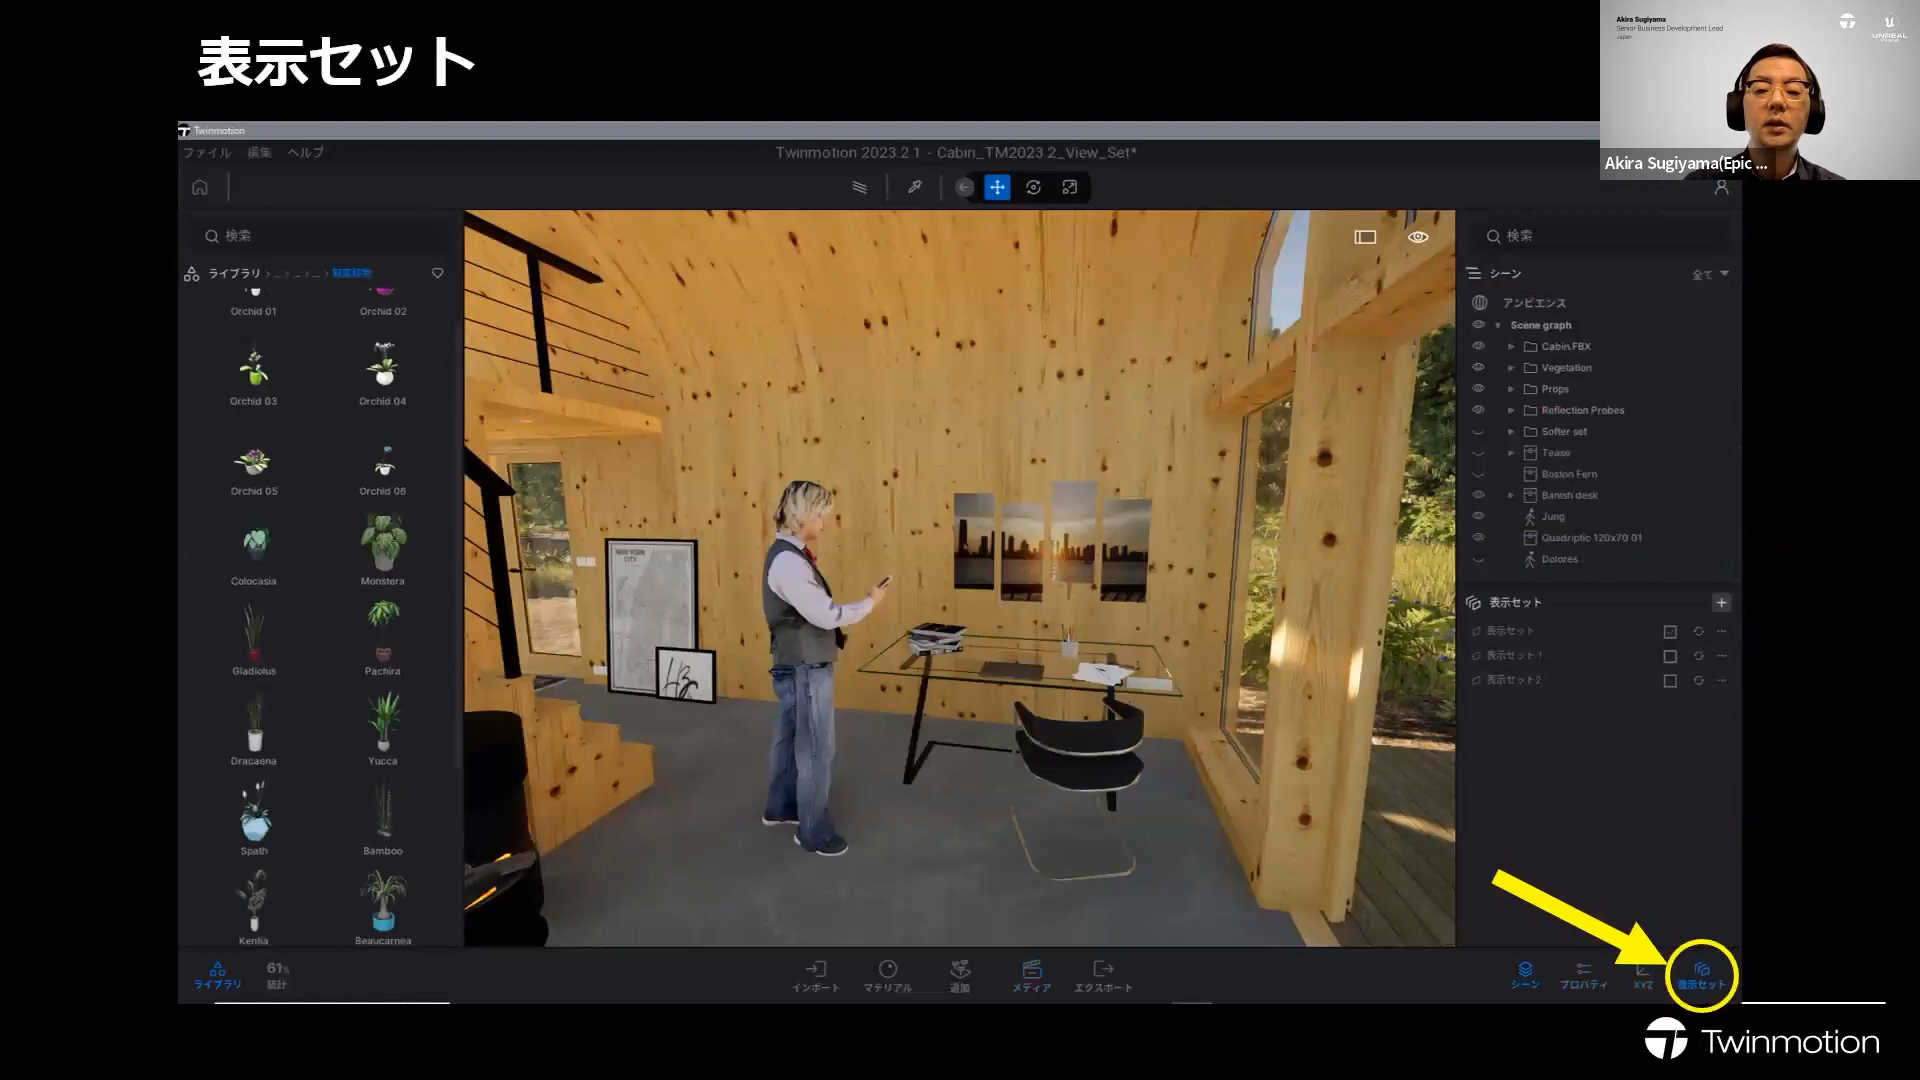 表示セット
Akira Sugiyama
Senior Business Development Lead
Japan
UNREAL
Akira Sugiyama(Epic ...
Twinmotion
ファイル 編集 ヘルプ
Twinmotion 2023.2.1 - Cabin_TM2023 2_View_Set*
検索
ライブラリ
Orchid 01 Orchid 02
Orchid 03 Orchid 04
Orchid 05 Orchid 06
Colocasia Monstera
Gladiolus Pachira
Dracaena Yucca
Spath Bamboo
Kentia Beaucarnea
NEW YORK
CITY
検索
シーン 全て
アンビエンス
Scene graph
Cabin.FBX
Vegetation
Props
Reflection Probes
Softer set
Tease
Boston Fern
Banish desk
Jung
Quadriptic 120x70 01
Dolores
表示セット +
表示セット
表示セット 1
表示セット2
ライブラリ
61%
統計
インポート マテリアル 追加 メディア エクスポート
シーン プロパティ XYZ 表示セット
Twinmotion